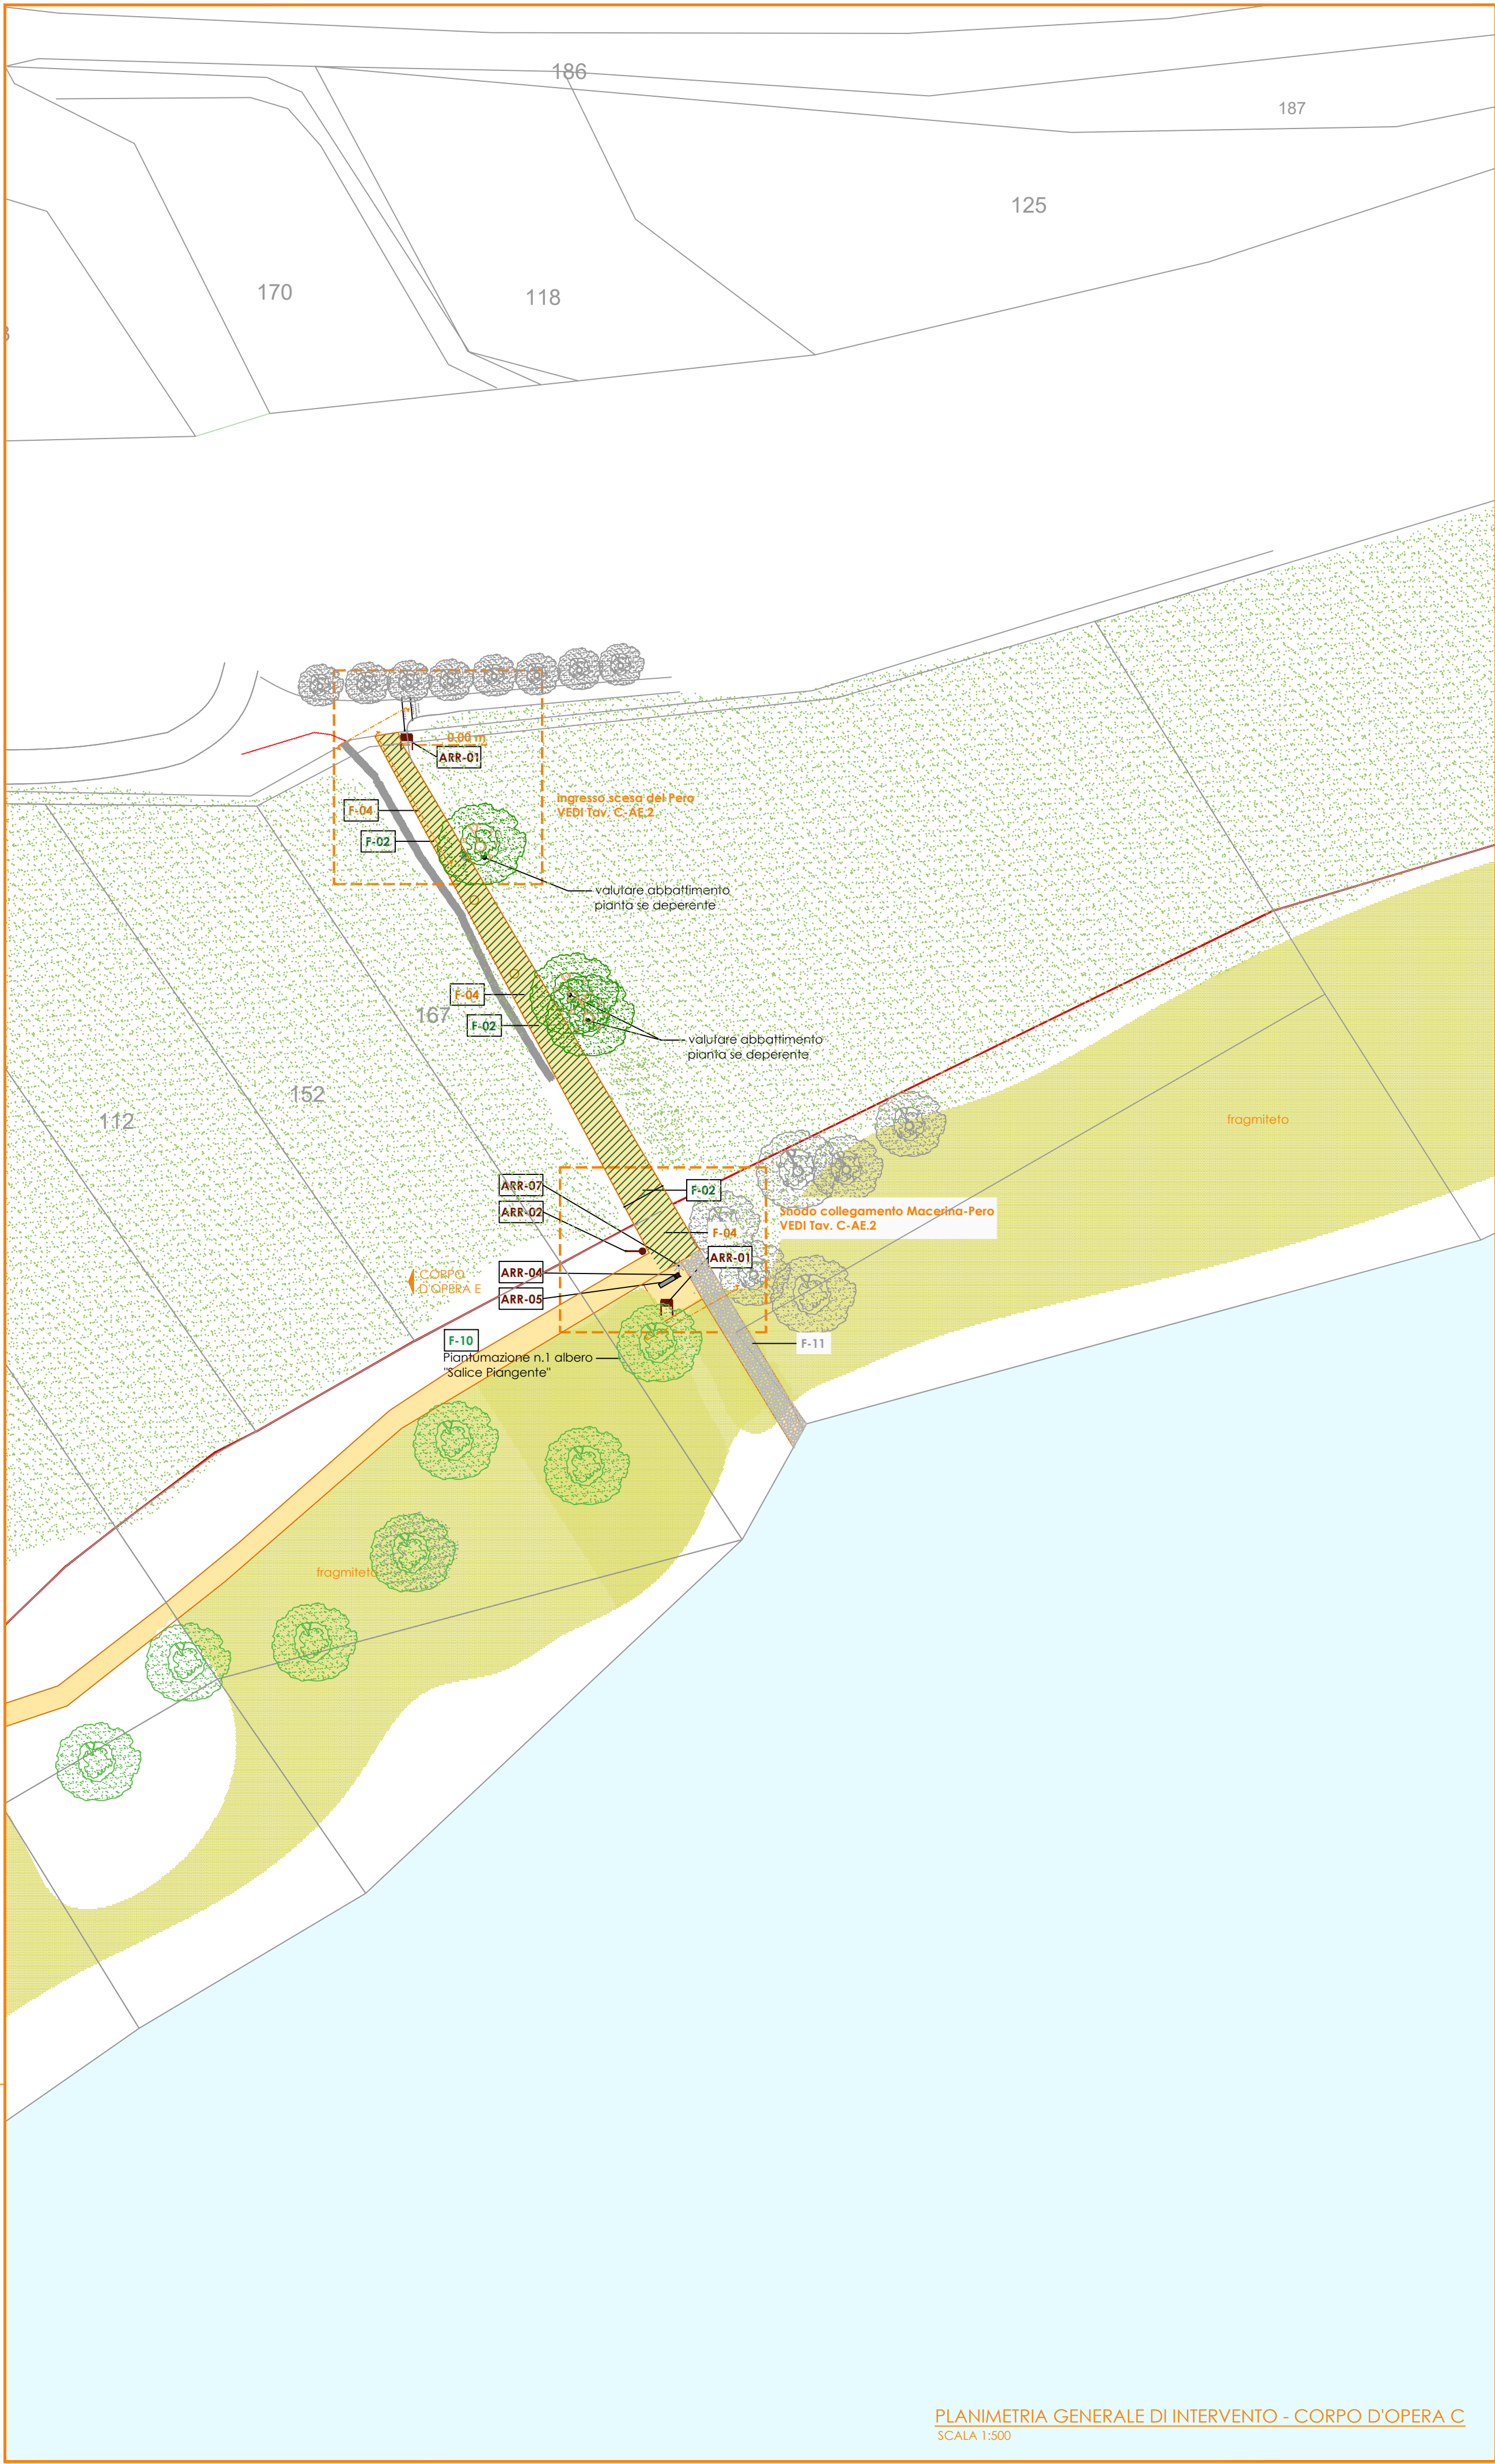 186
187
125
170
118
0.00 m
ARR-01
Ingresso scesa del Pero
VEDI Tav. C-AE.2
F-04
F-02
valutare abbattimento
pianta se deperente
F-04
167
F-02
valutare abbattimento
pianta se deperente
152
112
fragmiteto
ARR-07
F-02
ARR-02
Snodo collegamento Macerina-Pero
VEDI Tav. C-AE.2
F-04
ARR-01
ARR-04
CORPO
D'OPERA E
ARR-05
F-10
F-11
Piantumazione n.1 albero
"Salice Piangente"
fragmiteto
PLANIMETRIA GENERALE DI INTERVENTO - CORPO D'OPERA C
SCALA 1:500